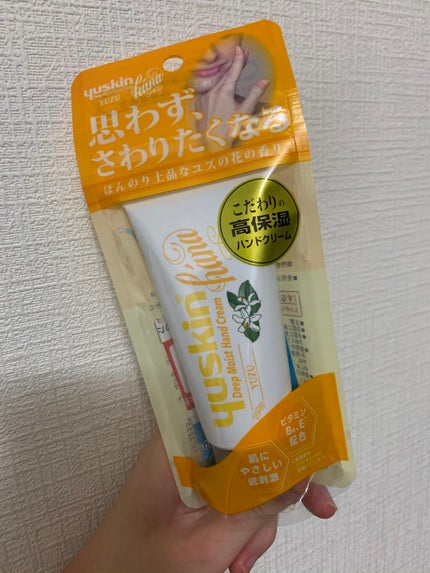 yuskin
YUZU hana
思わず、
さわりたくなる
ほんのり上品なユズの花の香り
こだわりの
高保湿
ハンドクリーム
yuskin hana
Deep Moist Hand Cream
YUZU
ビタミン
配合
肌に
やさしい
低刺激